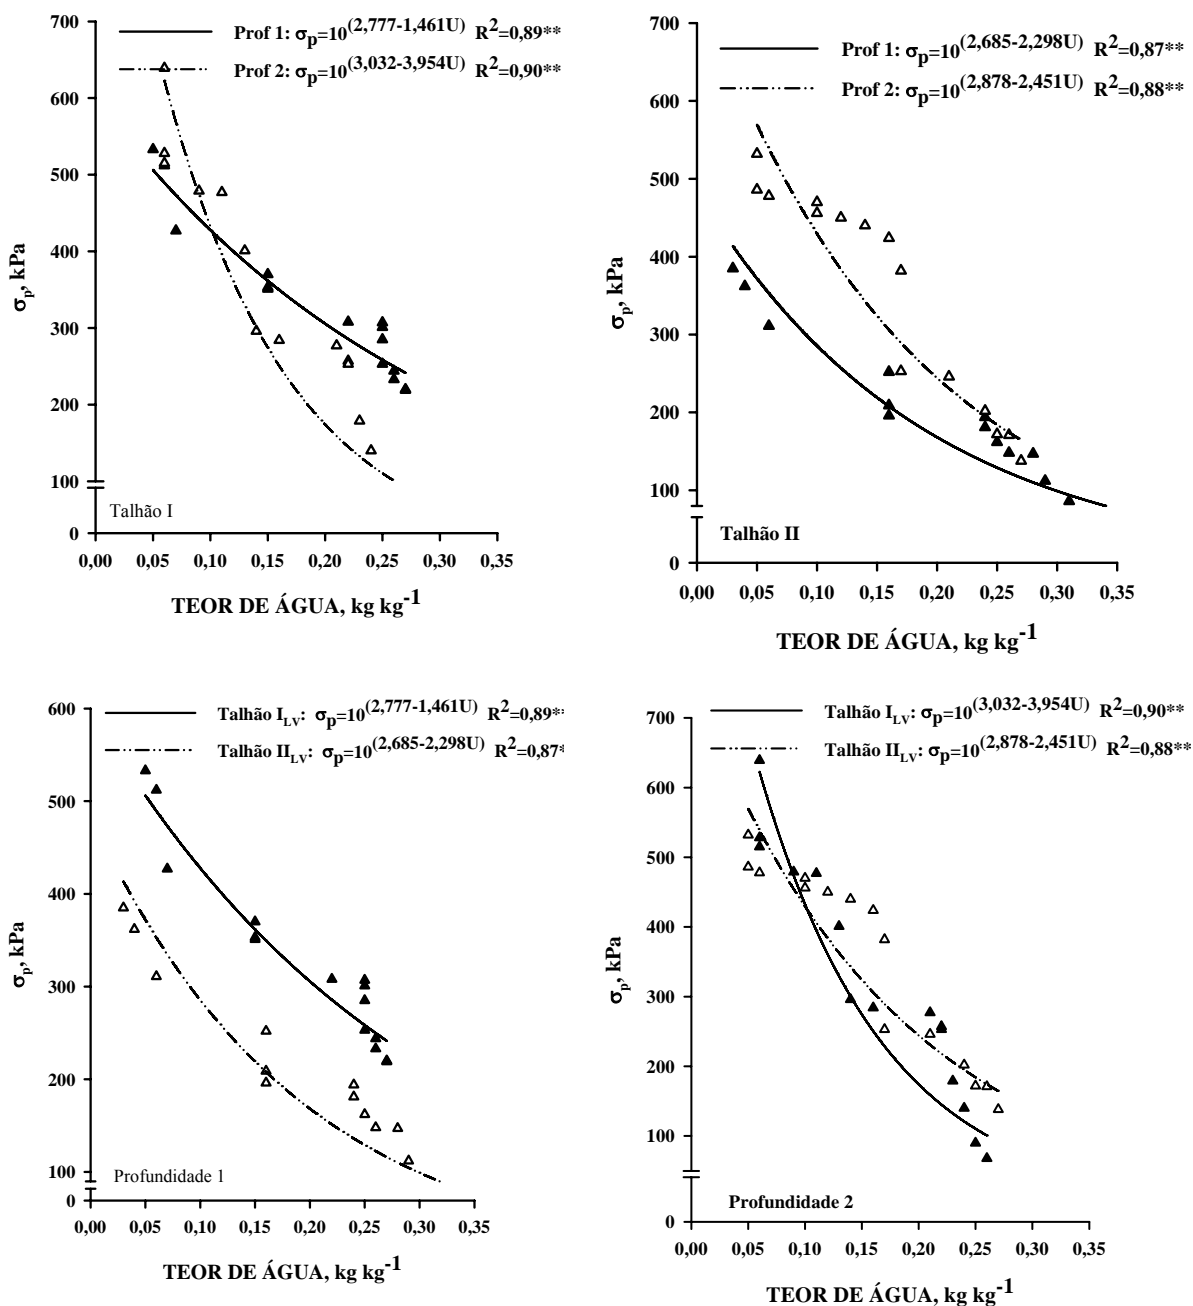 Prof 1: σp=10(2,777-1,461U) R2=0,89**
Prof 2: σp=10(3,032-3,954U) R2=0,90**
700
600
500
400
300
200
100
0
σp, kPa
Talhão I
0,00 0,05 0,10 0,15 0,20 0,25 0,30 0,35
TEOR DE ÁGUA, kg kg-1
Prof 1: σp=10(2,685-2,298U) R2=0,87**
Prof 2: σp=10(2,878-2,451U) R2=0,88**
700
600
500
400
300
200
100
0
σp, kPa
Talhão II
0,00 0,05 0,10 0,15 0,20 0,25 0,30 0,35
TEOR DE ÁGUA, kg kg-1
Talhão ILV: σp=10(2,777-1,461U) R2=0,89**
Talhão IILV: σp=10(2,685-2,298U) R2=0,87*
600
500
400
300
200
100
0
σp, kPa
Profundidade 1
0,00 0,05 0,10 0,15 0,20 0,25 0,30 0,35
TEOR DE ÁGUA, kg kg-1
Talhão ILV: σp=10(3,032-3,954U) R2=0,90**
Talhão IILV: σp=10(2,878-2,451U) R2=0,88**
700
600
500
400
300
200
100
0
σp, kPa
Profundidade 2
0,00 0,05 0,10 0,15 0,20 0,25 0,30 0,35
TEOR DE ÁGUA, kg kg-1